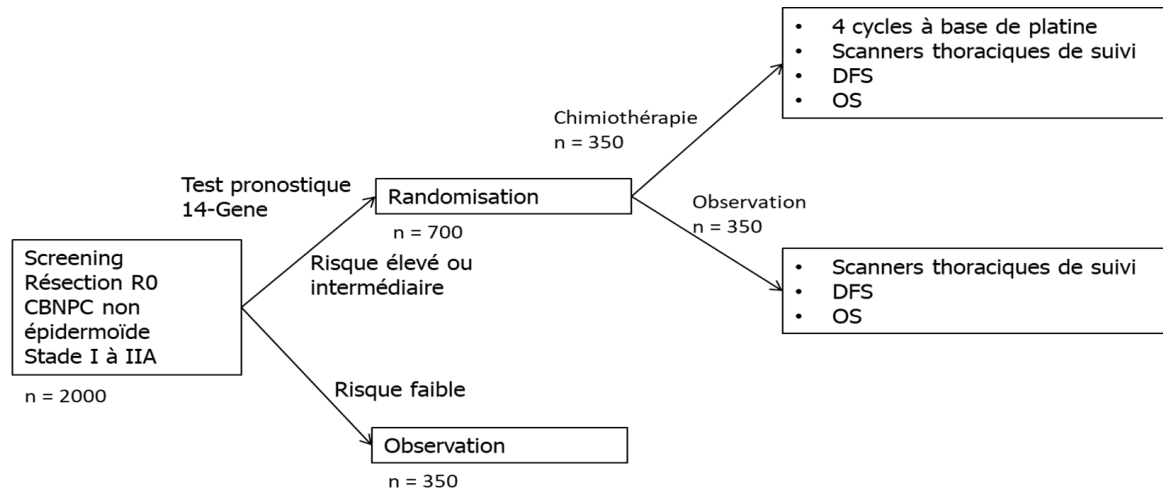 Screening
Résection R0
CBNPC non
épidermoïde
Stade I à IIA
n = 2000
Test pronostique
14-Gene
Risque élevé ou
intermédiaire
Randomisation
n = 700
Risque faible
Observation
n = 350
Chimiothérapie
n = 350
• 4 cycles à base de platine
• Scanners thoraciques de suivi
• DFS
• OS
Observation
n = 350
• Scanners thoraciques de suivi
• DFS
• OS